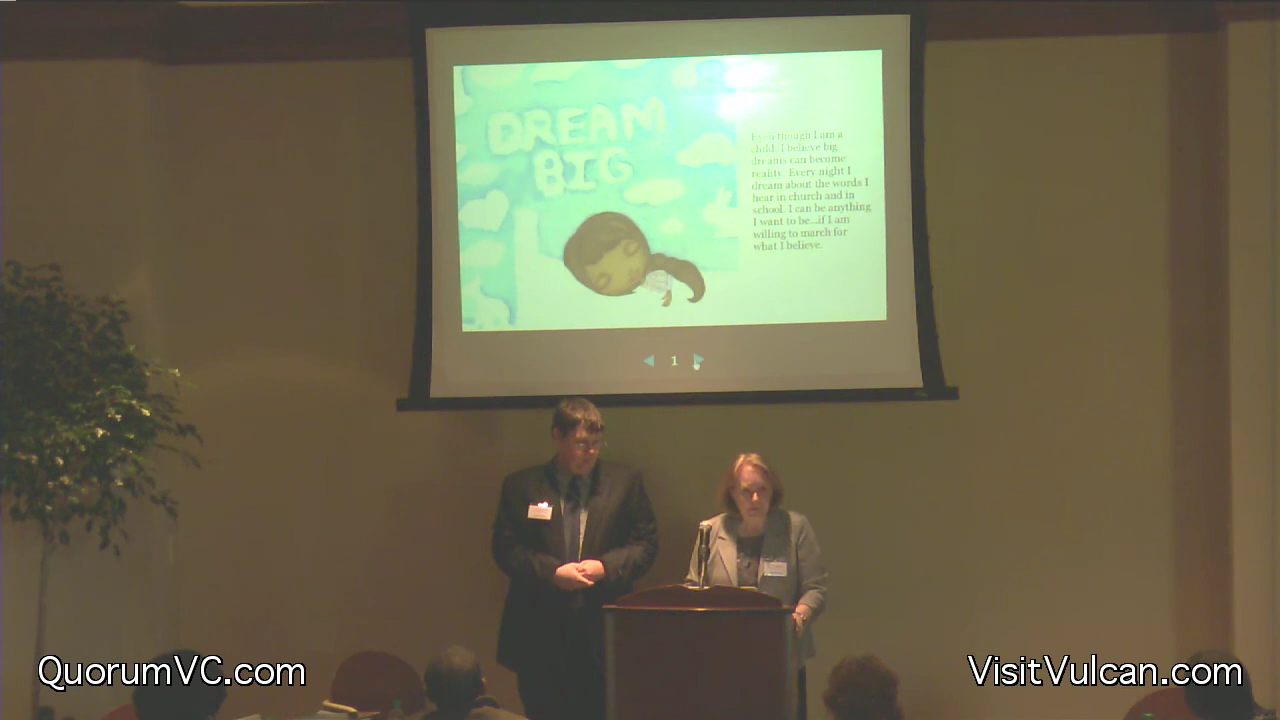 DREAM
BIG
Even though I am a
child, I believe big
dreams can become
reality. Every night I
dream about the words I
hear in church and in
school. I can be anything
I want to be...if I am
willing to march for
what I believe.
1
QuorumVC.com
VisitVulcan.com